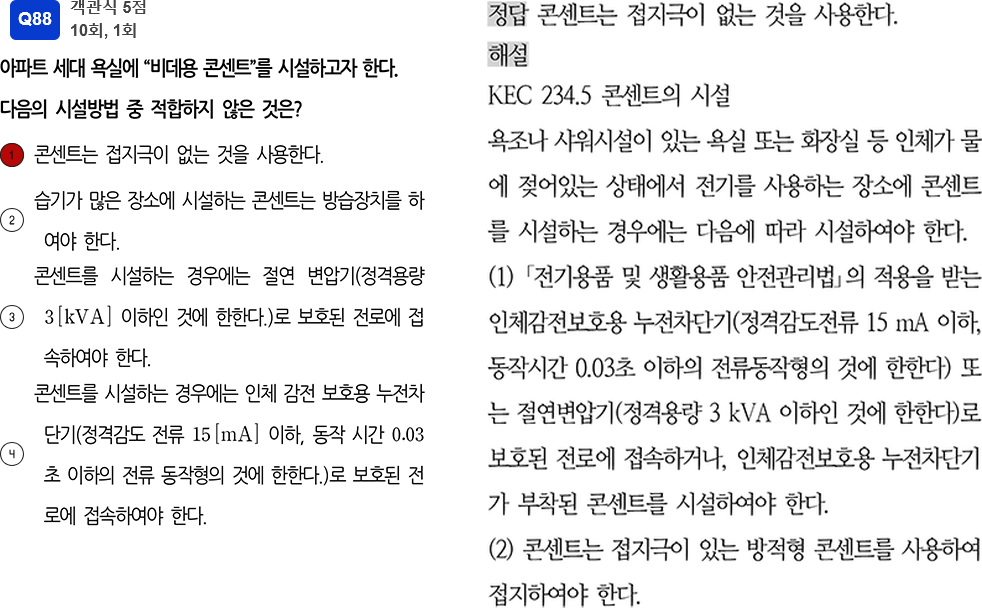 Q88
객관식 5점
10회, 1회
아파트 세대 욕실에 “비데용 콘센트”를 시설하고자 한다.
다음의 시설방법 중 적합하지 않은 것은?
1 콘센트는 접지극이 없는 것을 사용한다.
2 습기가 많은 장소에 시설하는 콘센트는 방습장치를 하
여야 한다.
3 콘센트를 시설하는 경우에는 절연 변압기(정격용량
3[kVA] 이하인 것에 한한다.)로 보호된 전로에 접
속하여야 한다.
4 콘센트를 시설하는 경우에는 인체 감전 보호용 누전차
단기(정격감도 전류 15[mA] 이하, 동작 시간 0.03
초 이하의 전류 동작형의 것에 한한다.)로 보호된 전
로에 접속하여야 한다.
정답 콘센트는 접지극이 없는 것을 사용한다.
해설
KEC 234.5 콘센트의 시설
욕조나 샤워시설이 있는 욕실 또는 화장실 등 인체가 물
에 젖어있는 상태에서 전기를 사용하는 장소에 콘센트
를 시설하는 경우에는 다음에 따라 시설하여야 한다.
(1) 「전기용품 및 생활용품 안전관리법」의 적용을 받는
인체감전보호용 누전차단기(정격감도전류 15 mA 이하,
동작시간 0.03초 이하의 전류동작형의 것에 한한다) 또
는 절연변압기(정격용량 3 kVA 이하인 것에 한한다)로
보호된 전로에 접속하거나, 인체감전보호용 누전차단기
가 부착된 콘센트를 시설하여야 한다.
(2) 콘센트는 접지극이 있는 방적형 콘센트를 사용하여
접지하여야 한다.